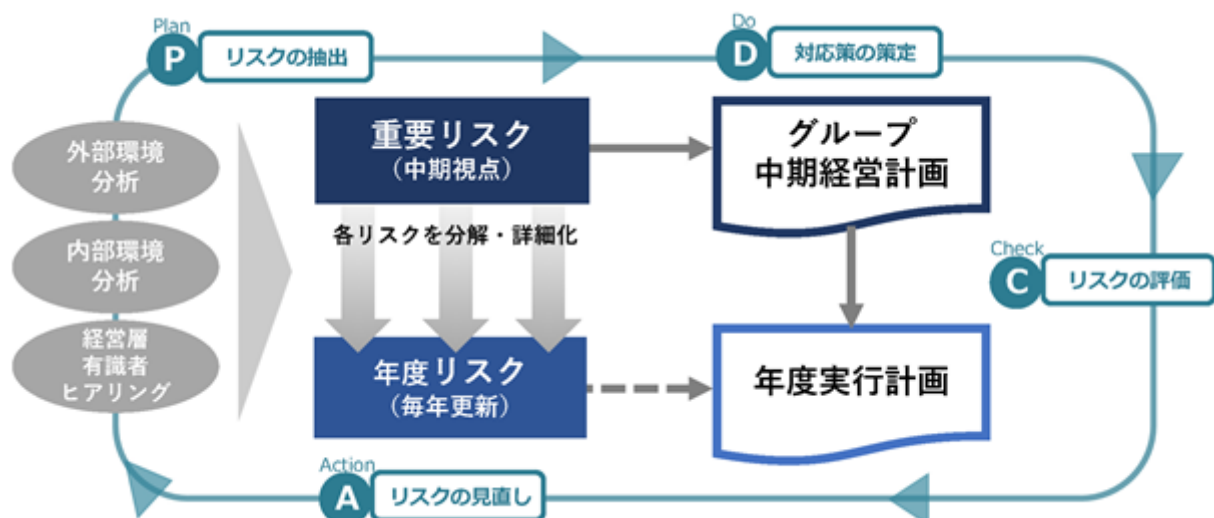 Plan
P
リスクの抽出
Do
D
対応策の策定
外部環境
分析
内部環境
分析
経営層
有識者
ヒアリング
重要リスク
（中期視点）
グループ
中期経営計画
各リスクを分解・詳細化
Check
C
リスクの評価
年度リスク
（毎年更新）
年度実行計画
Action
A
リスクの見直し